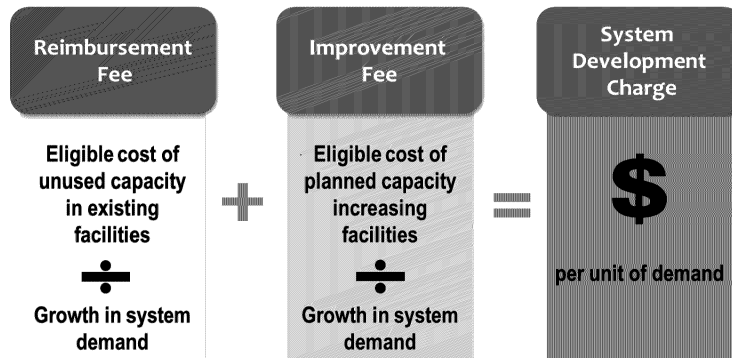 Reimbursement
Fee
Eligible cost of
unused capacity
in existing
facilities
÷
Growth in system
demand
+
Improvement
Fee
Eligible cost of
planned capacity
increasing
facilities
÷
Growth in system
demand
=
System
Development
Charge
$
per unit of demand